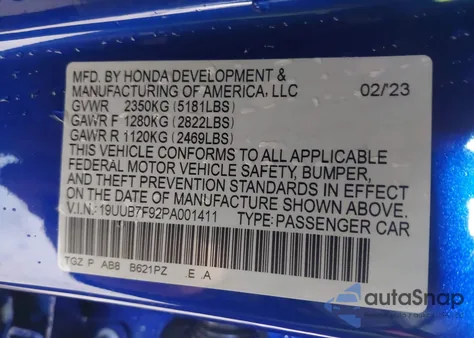 MFD. BY HONDA DEVELOPMENT &
MANUFACTURING OF AMERICA, LLC 02/'23
GVWR 2350KG (5181LBS)
GAWR F 1280KG (2822LBS)
GAWR R 1120KG (2469LBS)
THIS VEHICLE CONFORMS TO ALL APPLICABLE
FEDERAL MOTOR VEHICLE SAFETY, BUMPER,
AND THEFT PREVENTION STANDARDS IN EFFECT
ON THE DATE OF MANUFACTURE SHOWN ABOVE.
V.I.N.: 19UUB7F92PA001411 TYPE: PASSENGER CAR
TGZ P AB8 B621PZ .E .A
autoSnap